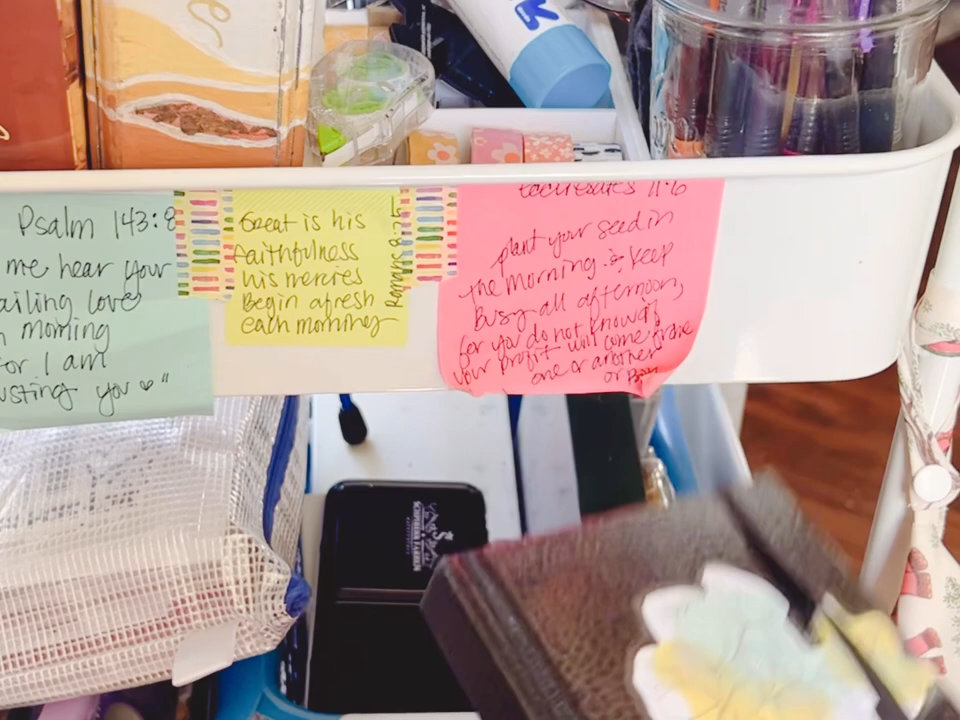 Psalm 143:8
me hear your
ailing love
morning
for I am
usting you ♥"
Great is his
faithfulness
his mercies
Begin afresh
each morning
Ecclesiastes 11:6
plant your seed in
the morning & keep
Busy all afternoon,
for you do not know if
your profit will come from
one or another
or Both